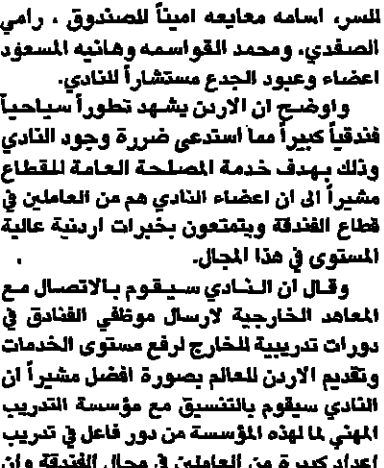 للسر، اسامه معايعه اميناً للصندوق ، رامي
الصفدي، ومحمد القواسمه وهانيه المسعود
اعضاء وعبود الجدع مستشاراً للنادي.
واوضح ان الاردن يشهد تطوراً سياحياً
فندقياً كبيراً مما استدعى ضررة وجود النادي
وذلك بهدف خدمة المصلحة العامة للقطاع
مشيراً الى ان اعضاء النادي هم من العاملين في
قطاع الفندقة ويتمتعون بخبرات اردنية عالية
المستوى في هذا المجال.
وقال ان النادي سيقوم بالاتصال مع
المعاهد الخارجية لارسال موظفي الفنادق في
دورات تدريبية للخارج لرفع مستوى الخدمات
وتقديم الاردن للعالم بصورة افضل مشيراً ان
النادي سيقوم بالتنسيق مع مؤسسة التدريب
المهني لما لهذه المؤسسة من دور فاعل في تدريب
اعداد كبيرة من العاملين في مجال الفندقة وان